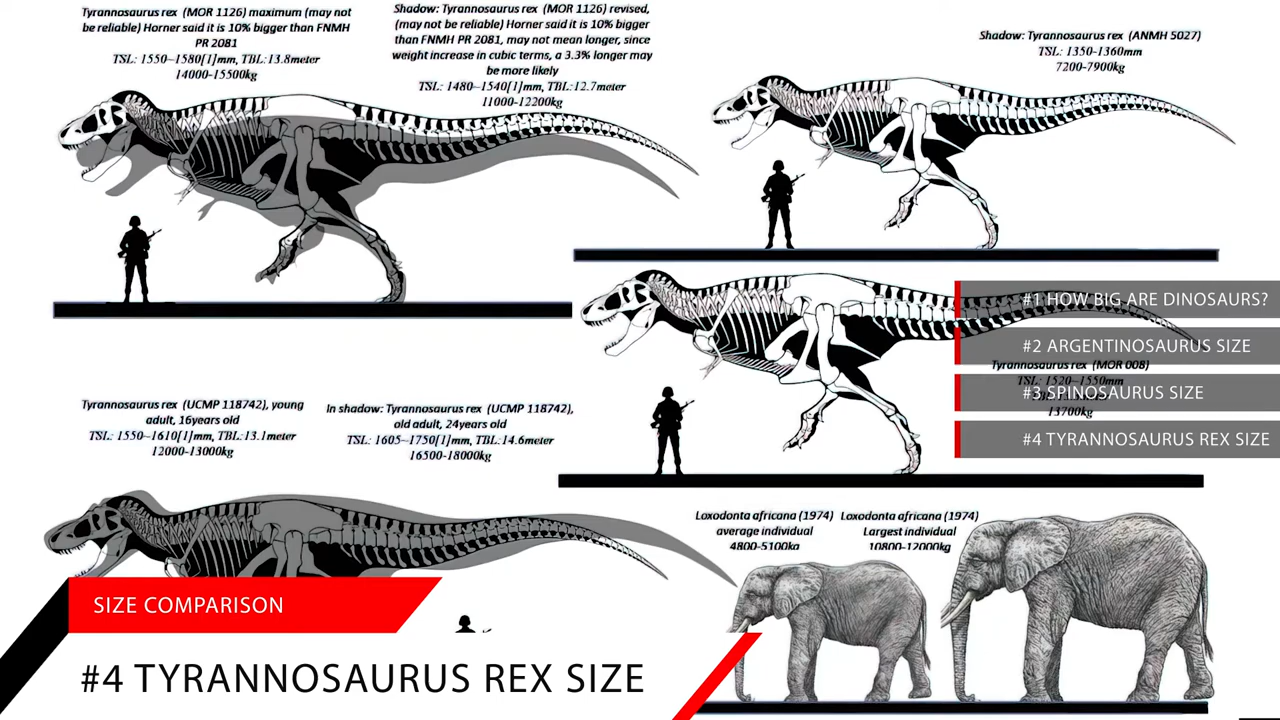 Tyrannosaurus rex (MOR 1126) maximum (may not
be reliable) Horner said it is 10% bigger than FNMH
PR 2081
TSL: 1550~1580[1]mm, TBL:13.8meter
14000-15500kg
Shadow: Tyrannosaurus rex (MOR 1126) revised,
(may not be reliable) Horner said it is 10% bigger
than FNMH PR 2081, may not mean longer, since
weight increase in cubic terms, a 3.3% longer may
be more likely
TSL: 1480~1540[1]mm, TBL:12.7meter
11000-12200kg
Shadow: Tyrannosaurus rex (ANMH 5027)
TSL: 1350-1360mm
7200-7900kg
#1 HOW BIG ARE DINOSAURS?
#2 ARGENTINOSAURUS SIZE
Tyrannosaurus rex (MOR 008)
TSL: 1520~1550mm
#3 SPINOSAURUS SIZE
13700kg
#4 TYRANNOSAURUS REX SIZE
Tyrannosaurus rex (UCMP 118742), young
adult, 16years old
TSL: 1550~1610[1]mm, TBL:13.1meter
12000-13000kg
In shadow: Tyrannosaurus rex (UCMP 118742),
old adult, 24years old
TSL: 1605~1750[1]mm, TBL:14.6meter
16500-18000kg
Loxodonta africana (1974)
average individual
4800-5100kg
Loxodonta africana (1974)
Largest individual
10800-12000kg
SIZE COMPARISON
#4 TYRANNOSAURUS REX SIZE